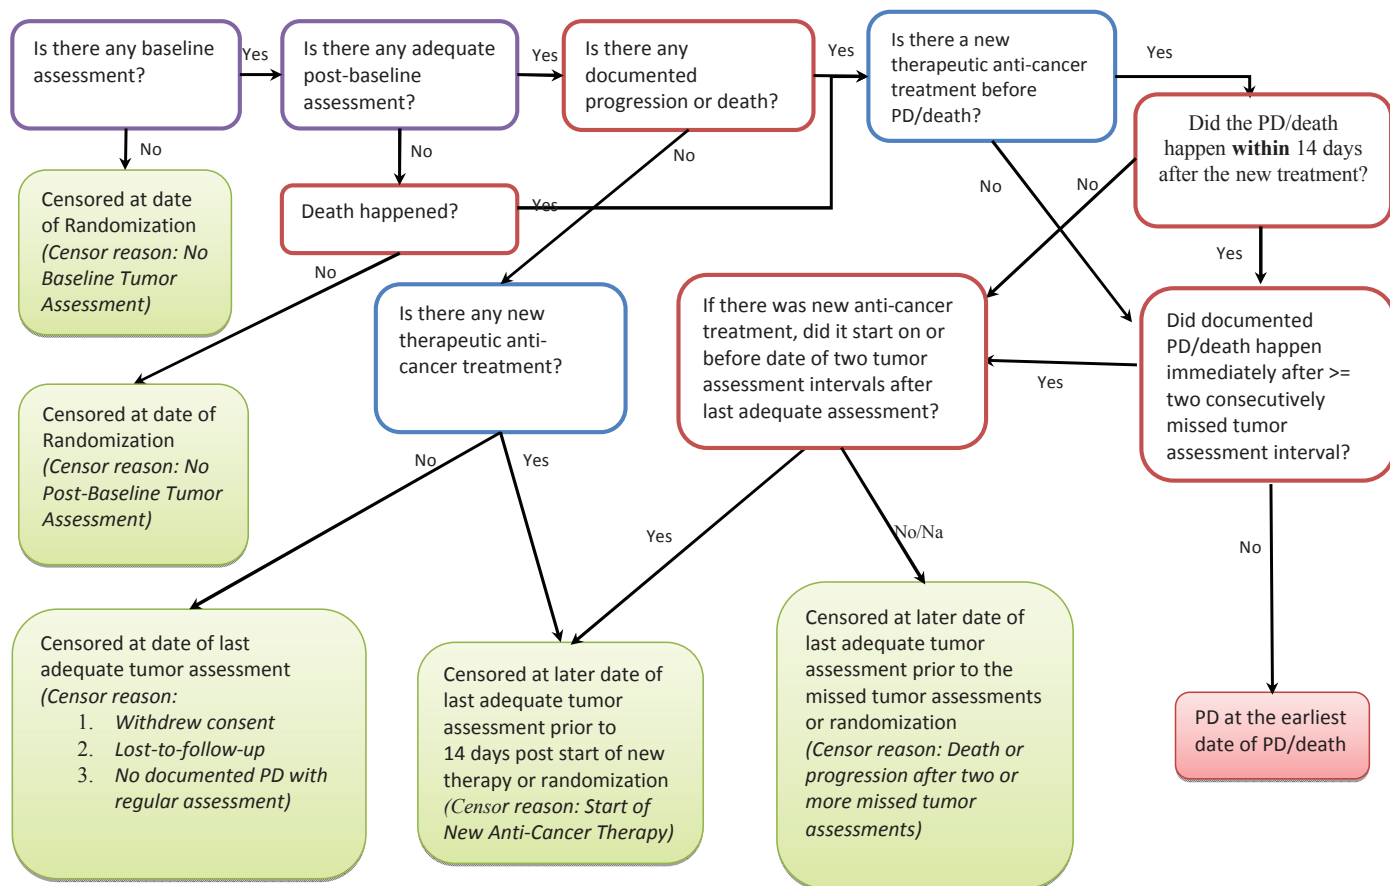 Is there any baseline
assessment?
Yes
Is there any adequate
post-baseline
assessment?
Yes
Is there any
documented
progression or death?
Yes
Is there a new
therapeutic anti-cancer
treatment before
PD/death?
Yes
Did the PD/death
happen within 14 days
after the new treatment?
No
No
No
No
No
Yes
Censored at date
of Randomization
(Censor reason: No
Baseline Tumor
Assessment)
Death happened?
Yes
No
Is there any new
therapeutic anti-
cancer treatment?
If there was new anti-cancer
treatment, did it start on or
before date of two tumor
assessment intervals after
last adequate assessment?
Yes
Did documented
PD/death happen
immediately after >=
two consecutively
missed tumor
assessment interval?
Censored at date of
Randomization
(Censor reason: No
Post-Baseline Tumor
Assessment)
No
Yes
Yes
No/Na
No
Censored at date of last
adequate tumor assessment
(Censor reason:
1. Withdrew consent
2. Lost-to-follow-up
3. No documented PD with
regular assessment)
Censored at later date of
last adequate tumor
assessment prior to
14 days post start of new
therapy or randomization
(Censor reason: Start of
New Anti-Cancer Therapy)
Censored at later date of
last adequate tumor
assessment prior to the
missed tumor assessments
or randomization
(Censor reason: Death or
progression after two or
more missed tumor
assessments)
PD at the earliest
date of PD/death